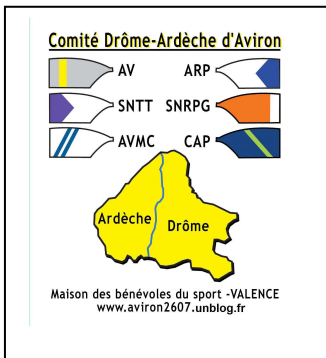 Comité Drôme-Ardèche d'Aviron
AV ARP
SNTT SNRPG
AVMC CAP
Ardèche Drôme
Maison des bénévoles du sport -VALENCE
www.aviron2607.unblog.fr